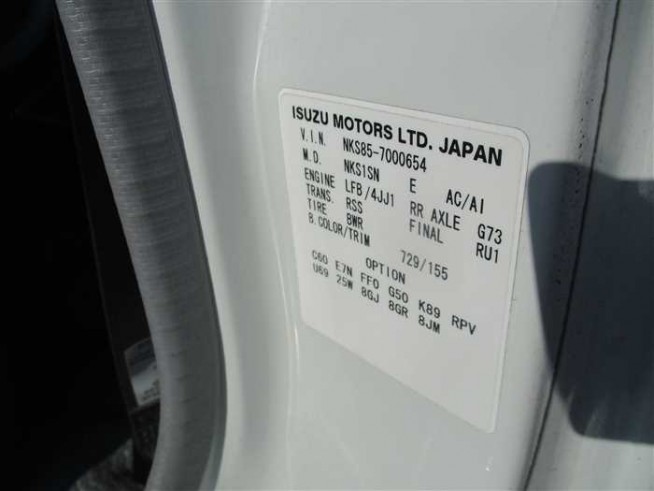 ISUZU MOTORS LTD. JAPAN
V.I.N. NKS85-7000654
M.D. NKS1SN E AC/AI
ENGINE LFB/4JJ1 RR AXLE G73
TRANS. RSS FINAL RU1
TIRE BWR
B.COLOR/TRIM 729/155
OPTION
C60 E7N FF0 G50 K89 RPV
U69 25W 8GJ 8GR 8JM